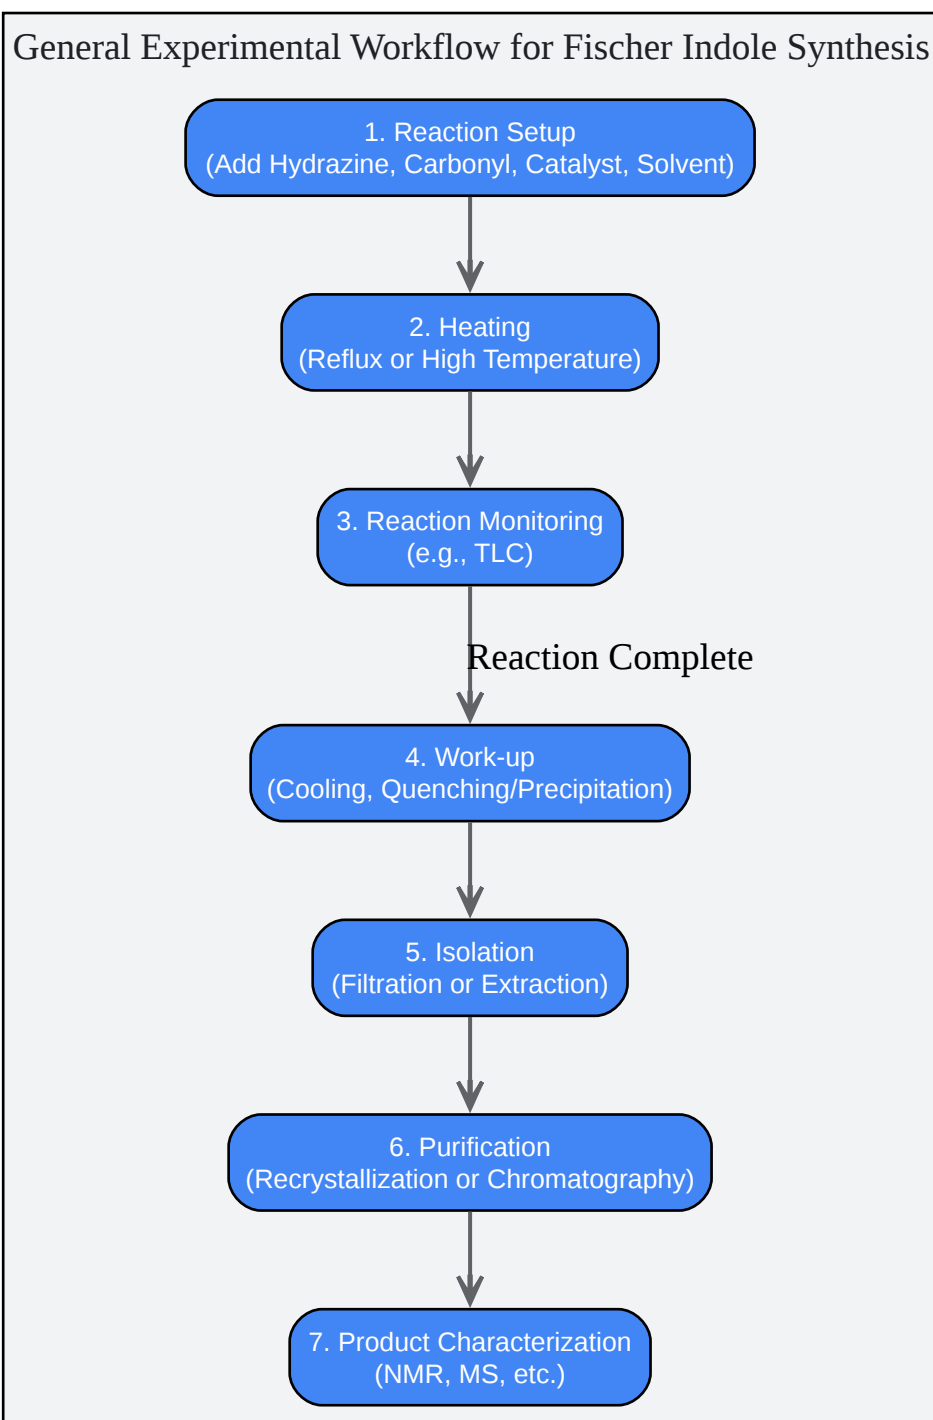 General Experimental Workflow for Fischer Indole Synthesis
1. Reaction Setup
(Add Hydrazine, Carbonyl, Catalyst, Solvent)
2. Heating
(Reflux or High Temperature)
3. Reaction Monitoring
(e.g., TLC)
Reaction Complete
4. Work-up
(Cooling, Quenching/Precipitation)
5. Isolation
(Filtration or Extraction)
6. Purification
(Recrystallization or Chromatography)
7. Product Characterization
(NMR, MS, etc.)